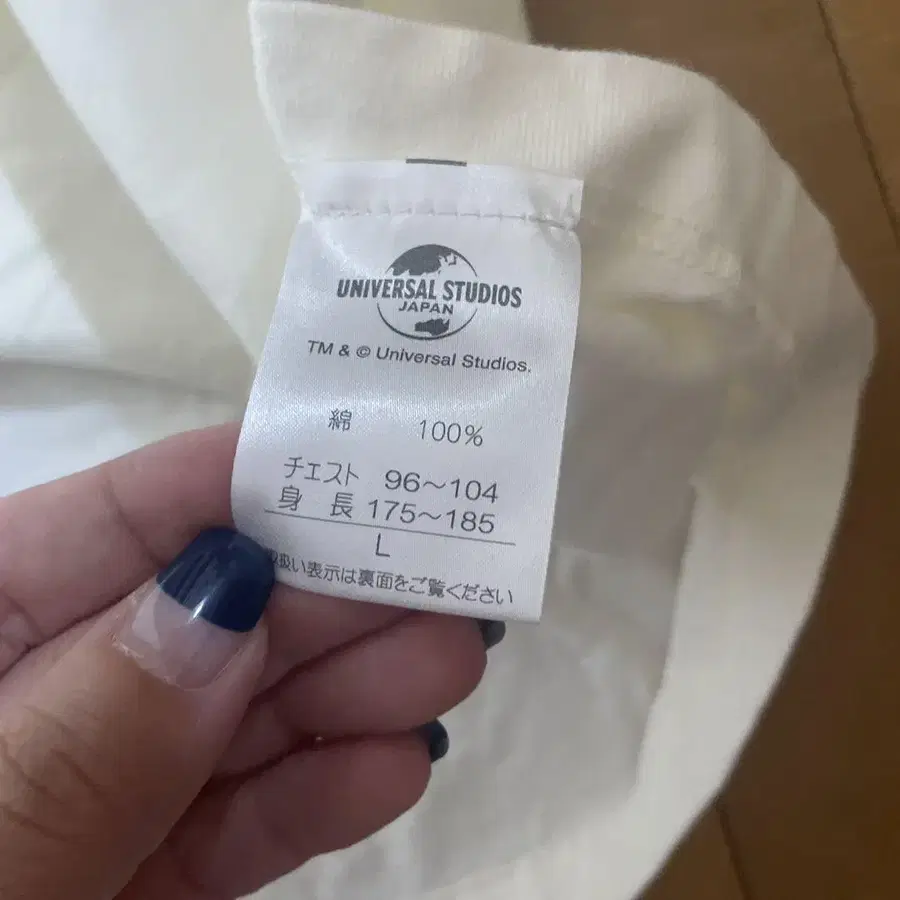 UNIVERSAL STUDIOS
JAPAN
TM & © Universal Studios.
綿 100%
チェスト 96～104
身長 175～185
L
扱い表示は裏面をご覧ください